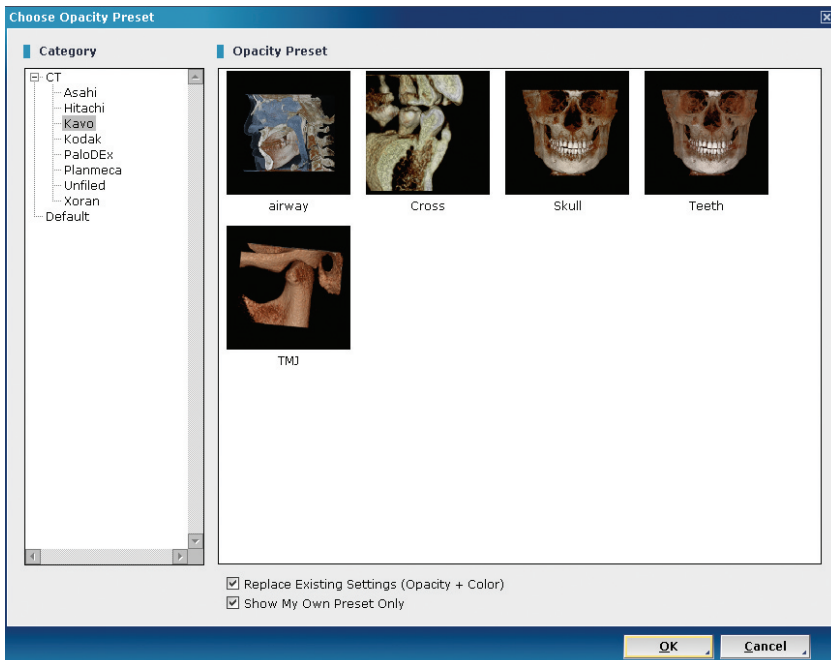 Choose Opacity Preset
Category
Opacity Preset
CT
Asahi
Hitachi
Kavo
Kodak
PaloDEx
Planmeca
Unfiled
Xoran
Default
airway
Cross
Skull
Teeth
TMJ
Replace Existing Settings (Opacity + Color)
Show My Own Preset Only
OK
Cancel